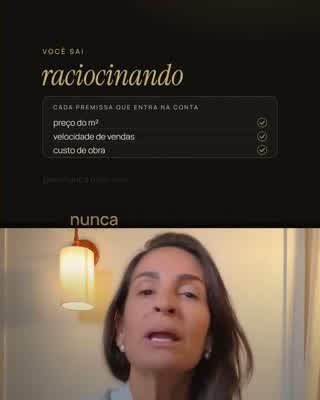 VOCÊ SAI
raciocinando
CADA PREMISSA QUE ENTRA NA CONTA
preço do m²
velocidade de vendas
custo de obra
nunca